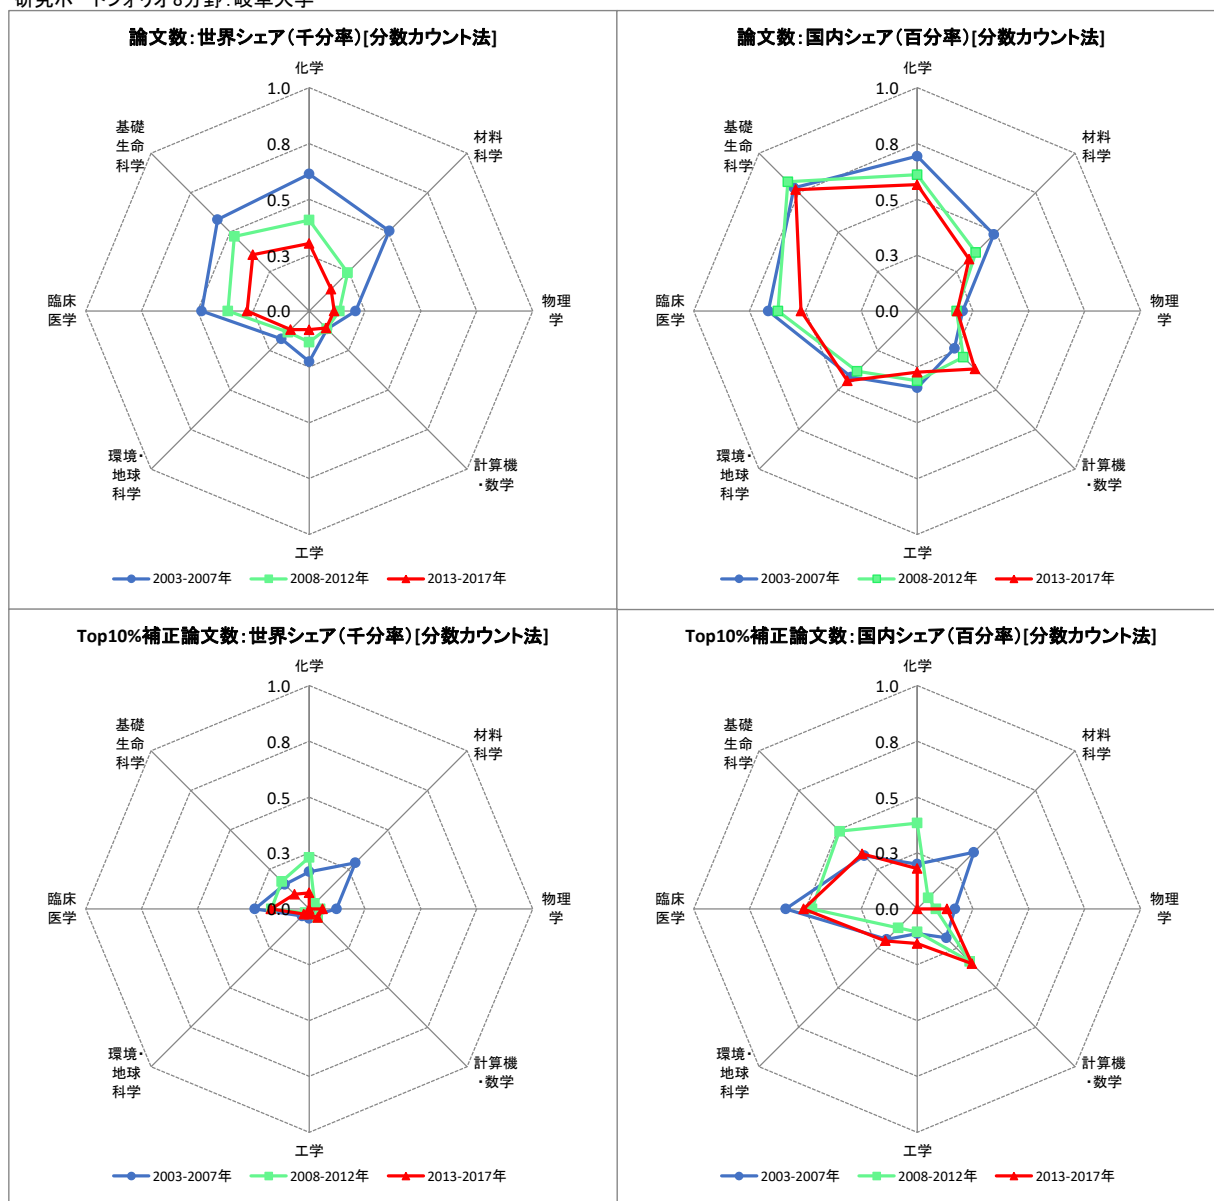 研究ポートフォリオ8分野:岐阜大学
論文数:世界シェア(千分率)[分数カウント法]
化学
1.0
0.8
0.5
0.3
0.0
材料
科学
物理
学
計算機
・数学
工学
環境・
地球
科学
臨床
医学
基礎
生命
科学
2003-2007年
2008-2012年
2013-2017年
論文数:国内シェア(百分率)[分数カウント法]
化学
1.0
0.8
0.5
0.3
0.0
材料
科学
物理
学
計算機
・数学
工学
環境・
地球
科学
臨床
医学
基礎
生命
科学
2003-2007年
2008-2012年
2013-2017年
Top10%補正論文数:世界シェア(千分率)[分数カウント法]
化学
1.0
0.8
0.5
0.3
0.0
材料
科学
物理
学
計算機
・数学
工学
環境・
地球
科学
臨床
医学
基礎
生命
科学
2003-2007年
2008-2012年
2013-2017年
Top10%補正論文数:国内シェア(百分率)[分数カウント法]
化学
1.0
0.8
0.5
0.3
0.0
材料
科学
物理
学
計算機
・数学
工学
環境・
地球
科学
臨床
医学
基礎
生命
科学
2003-2007年
2008-2012年
2013-2017年